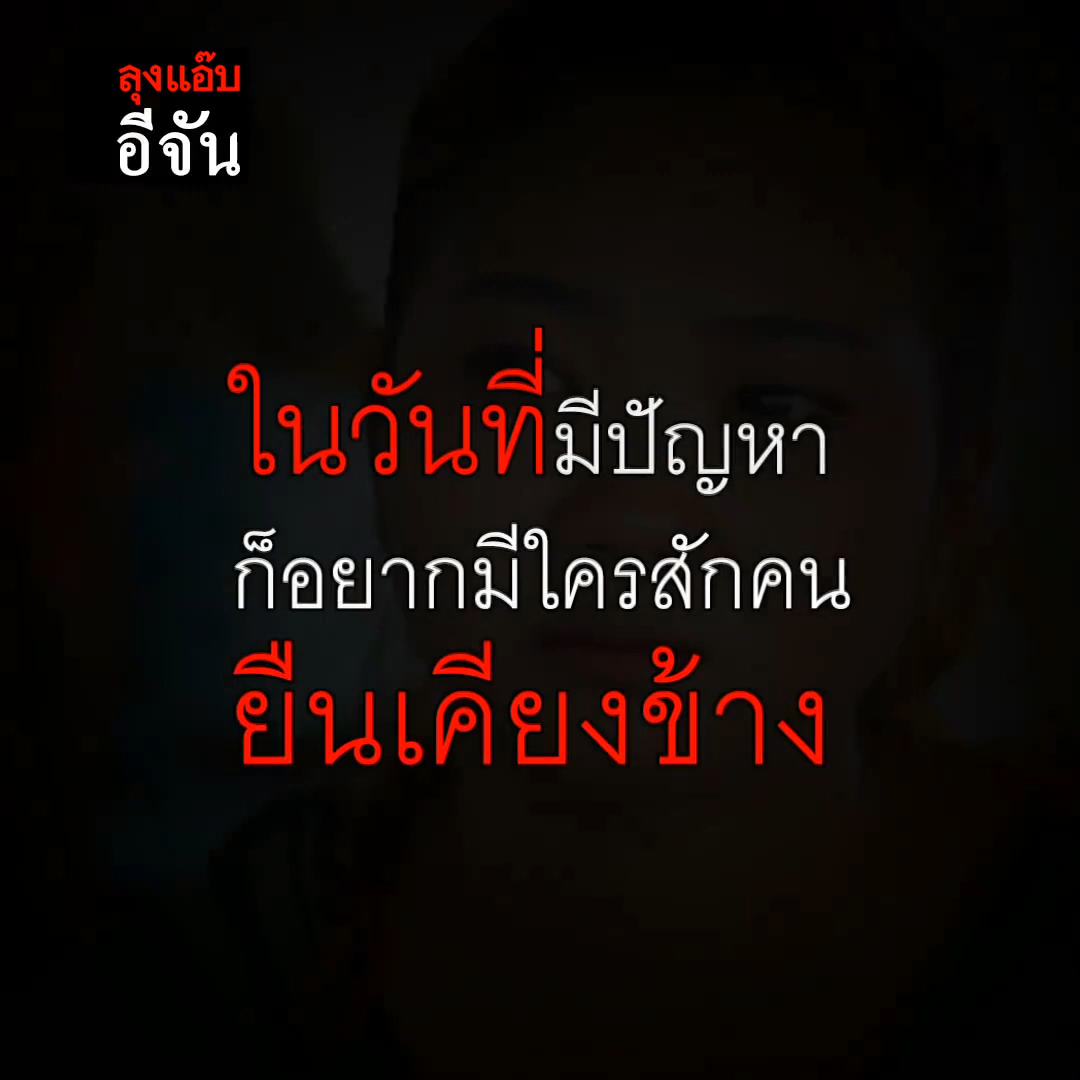 ลุงแอ๊บ
อีจัน
ในวันที่มีปัญหา
ก็อยากมีใครสักคน
ยืนเคียงข้าง